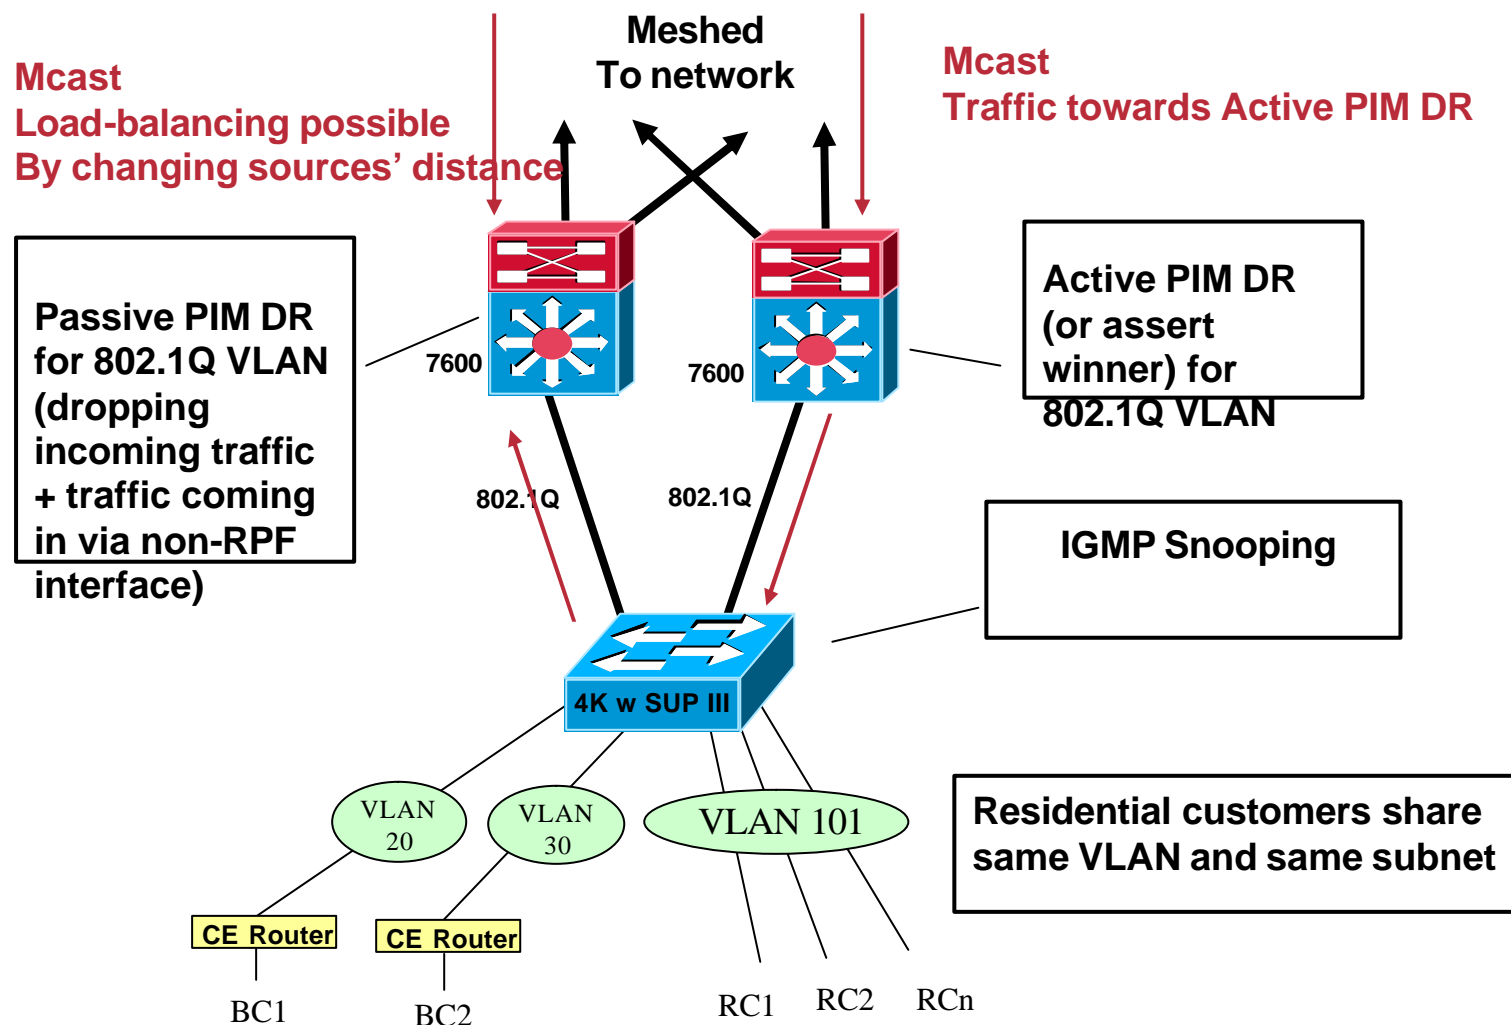 Meshed
To network
Mcast
Load-balancing possible
By changing sources’ distance
Mcast
Traffic towards Active PIM DR
Passive PIM DR
for 802.1Q VLAN
(dropping
incoming traffic
+ traffic coming
in via non-RPF
interface)
7600
7600
Active PIM DR
(or assert
winner) for
802.1Q VLAN
802.1Q
802.1Q
IGMP Snooping
4K w SUP III
VLAN
20
VLAN
30
VLAN 101
Residential customers share
same VLAN and same subnet
CE Router
CE Router
BC1
BC2
RC1
RC2
RCn